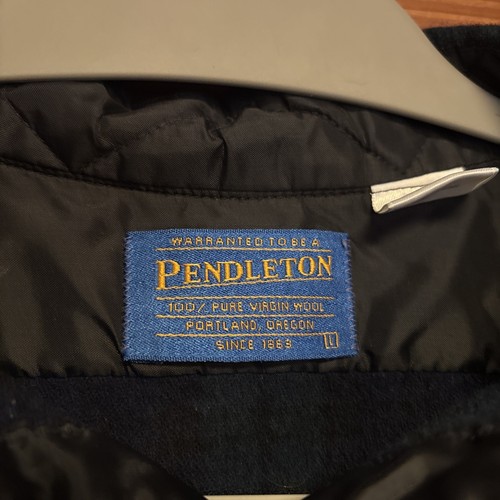 WARRANTED TO BE A
PENDLETON
100% PURE VIRGIN WOOL
PORTLAND, OREGON
SINCE 1863
L